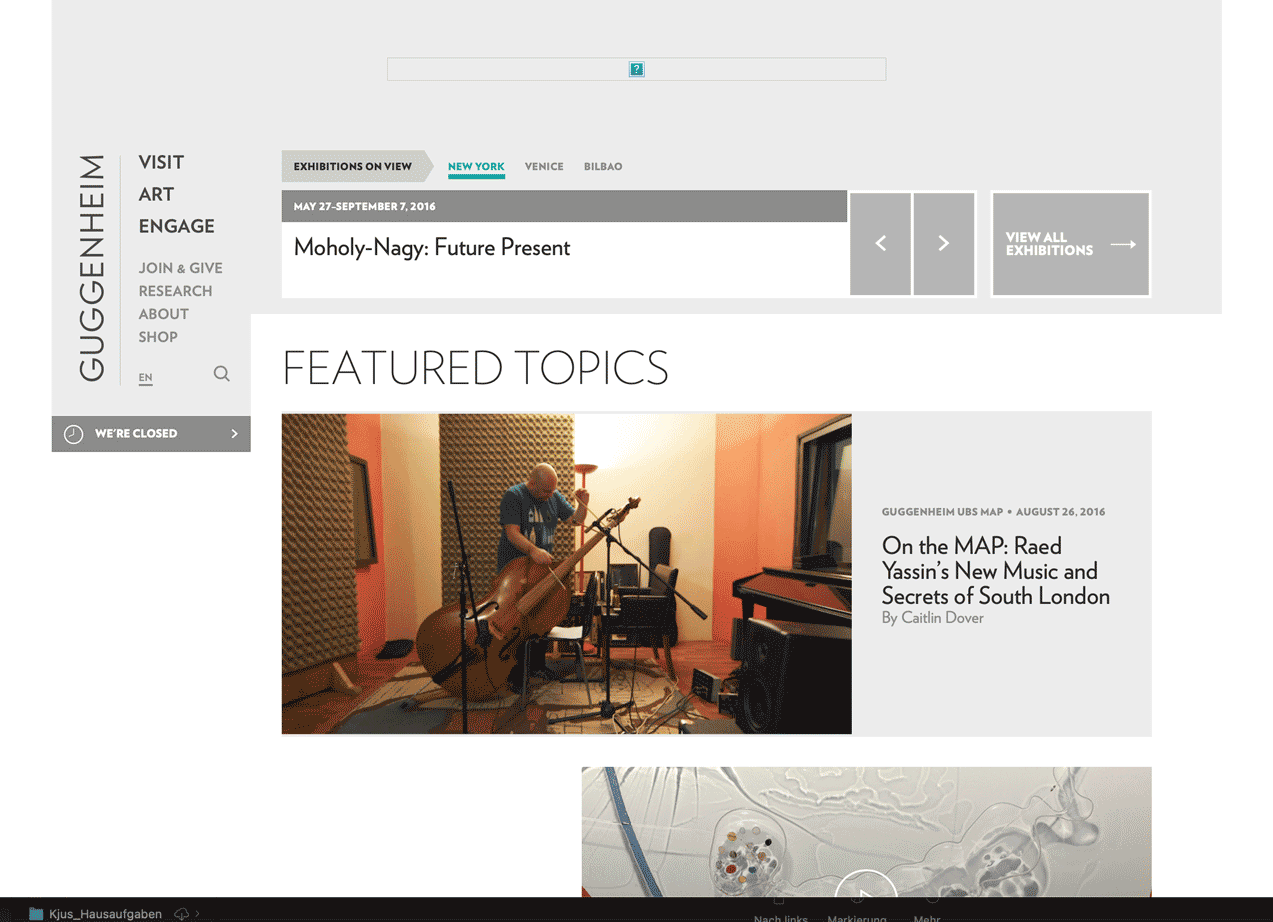 GUGGENHEIM
VISIT
ART
ENGAGE
JOIN & GIVE
RESEARCH
ABOUT
SHOP
EN
WE'RE CLOSED
EXHIBITIONS ON VIEW
NEW YORK
VENICE
BILBAO
MAY 27–SEPTEMBER 7, 2016
Moholy-Nagy: Future Present
VIEW ALL
EXHIBITIONS
FEATURED TOPICS
GUGGENHEIM UBS MAP • AUGUST 26, 2016
On the MAP: Raed
Yassin’s New Music and
Secrets of South London
By Caitlin Dover
Kjus_Hausaufgaben
Nach links
Markierung
Mehr